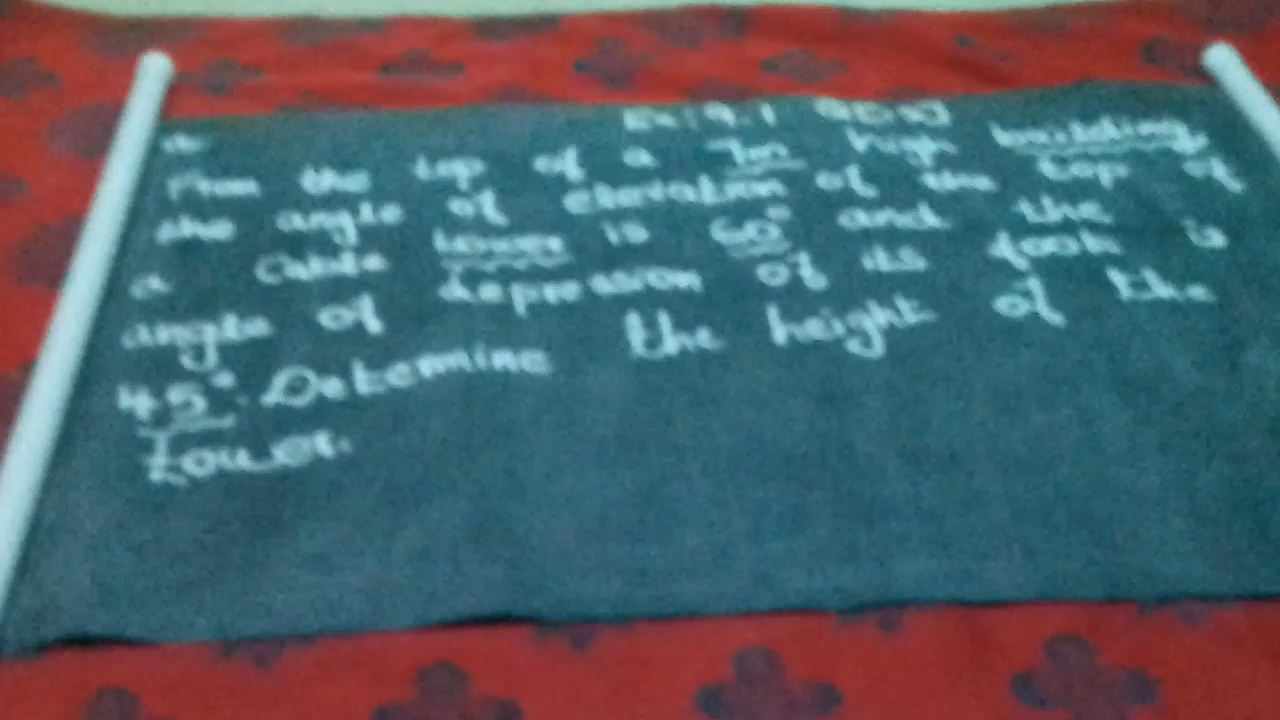 Ex: 9.1
From the top of a 7m high building,
the angle of elevation of the top of
a cable tower is 60° and the
angle of depression of its foot is
45°. Determine the height of the
tower.